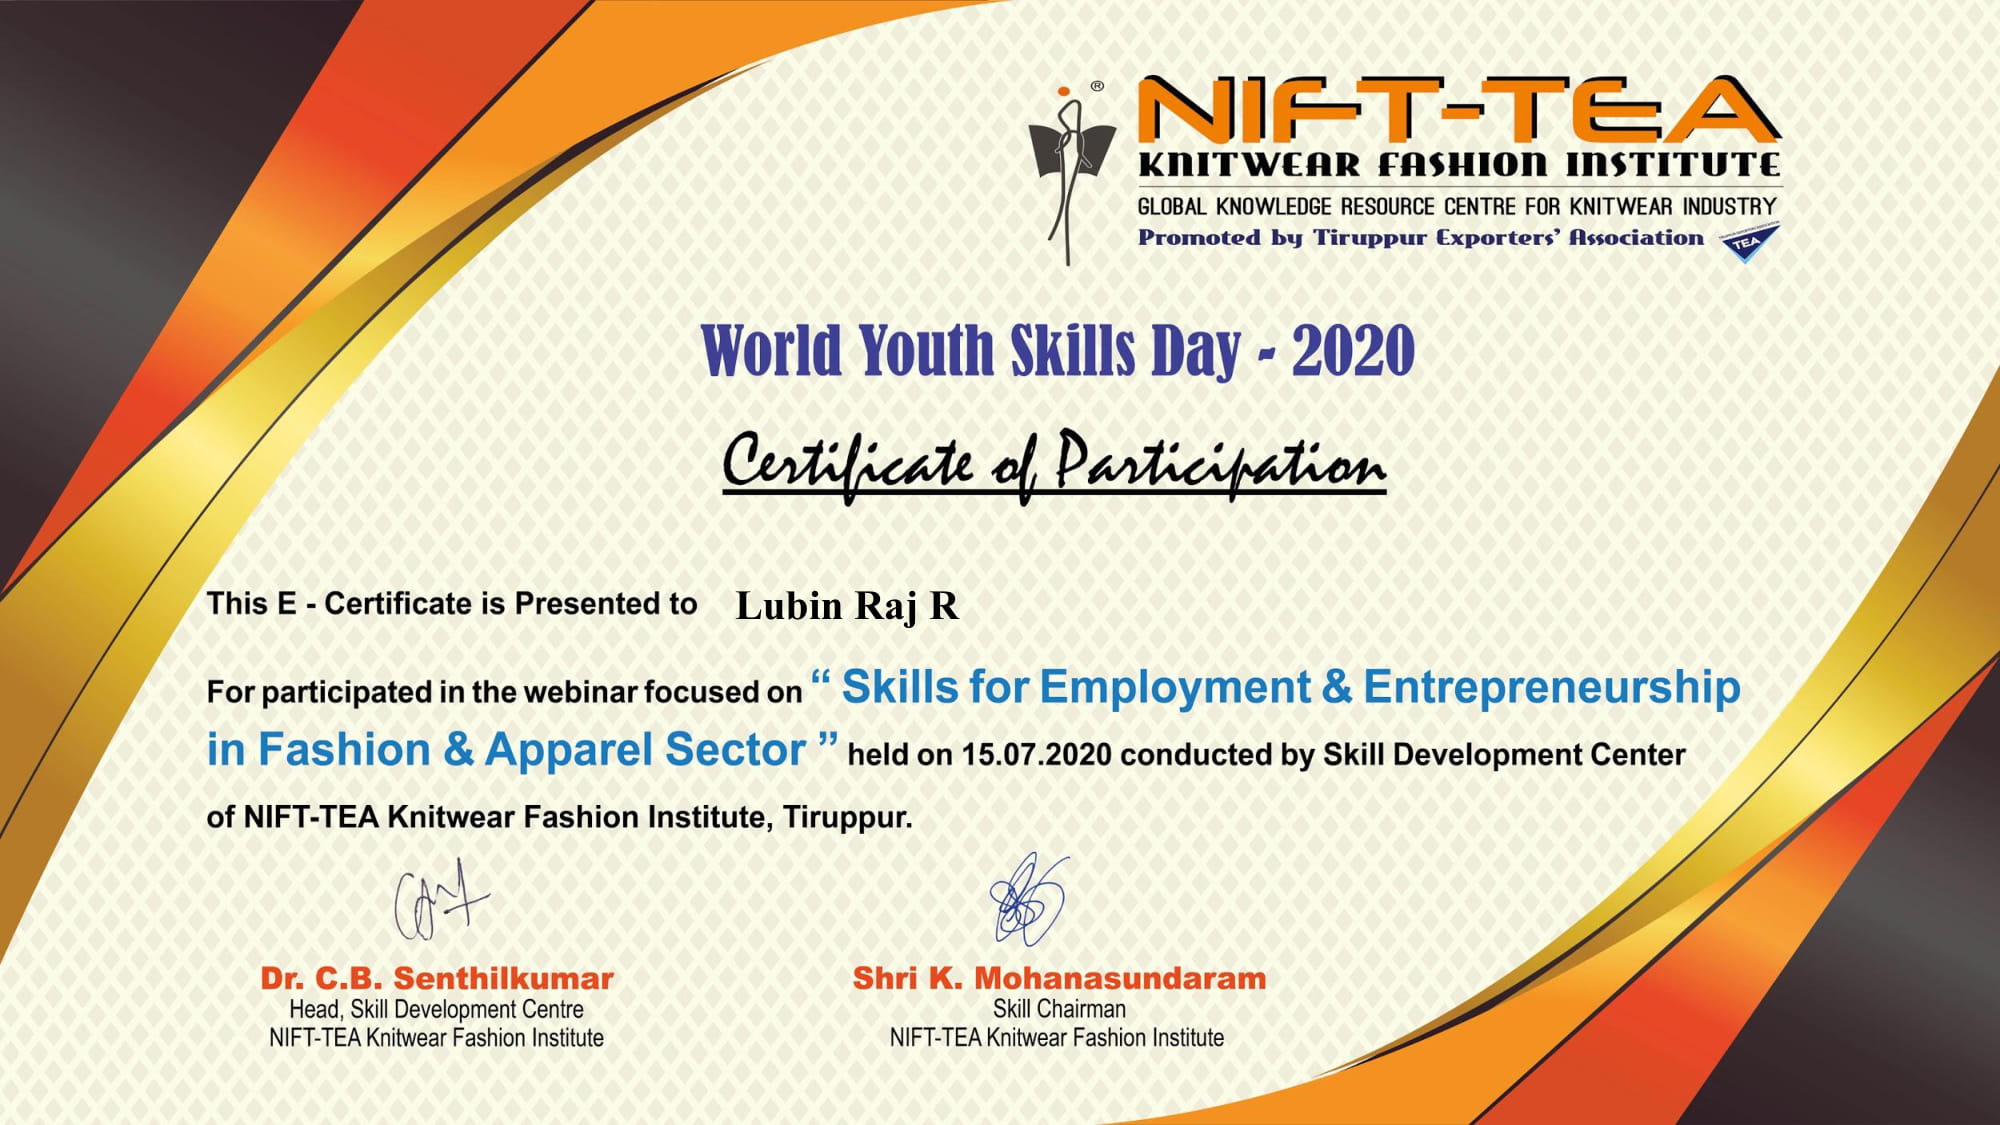 ®
NIFT-TEA
KNITWEAR FASHION INSTITUTE
GLOBAL KNOWLEDGE RESOURCE CENTRE FOR KNITWEAR INDUSTRY
Promoted by Tiruppur Exporters' Association
TEA
World Youth Skills Day - 2020
Certificate of Participation
This E - Certificate is Presented to Lubin Raj R
For participated in the webinar focused on “ Skills for Employment & Entrepreneurship
in Fashion & Apparel Sector ” held on 15.07.2020 conducted by Skill Development Center
of NIFT-TEA Knitwear Fashion Institute, Tiruppur.
Dr. C.B. Senthilkumar
Head, Skill Development Centre
NIFT-TEA Knitwear Fashion Institute
Shri K. Mohanasundaram
Skill Chairman
NIFT-TEA Knitwear Fashion Institute